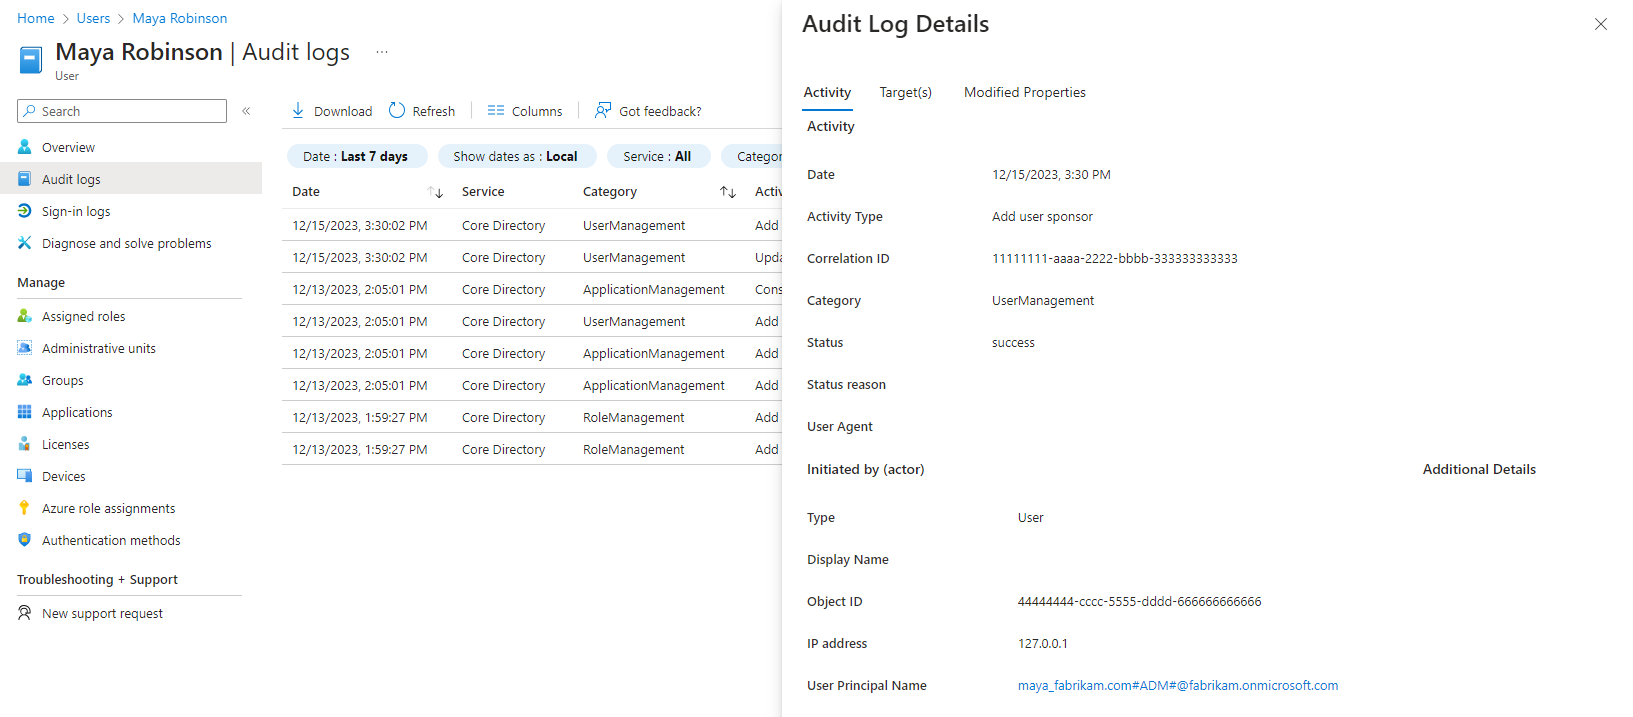 Home > Users > Maya Robinson
Maya Robinson | Audit logs ...
User
Search «
Overview
Audit logs
Sign-in logs
Diagnose and solve problems
Manage
Assigned roles
Administrative units
Groups
Applications
Licenses
Devices
Azure role assignments
Authentication methods
Troubleshooting + Support
New support request
Download Refresh Columns Got feedback?
Date : Last 7 days Show dates as : Local Service : All Categor
Date Service Category Activ
12/15/2023, 3:30:02 PM Core Directory UserManagement Add
12/15/2023, 3:30:02 PM Core Directory UserManagement Upda
12/13/2023, 2:05:01 PM Core Directory ApplicationManagement Cons
12/13/2023, 2:05:01 PM Core Directory UserManagement Add
12/13/2023, 2:05:01 PM Core Directory ApplicationManagement Add
12/13/2023, 2:05:01 PM Core Directory ApplicationManagement Add
12/13/2023, 1:59:27 PM Core Directory RoleManagement Add
12/13/2023, 1:59:27 PM Core Directory RoleManagement Add
Audit Log Details
Activity Target(s) Modified Properties
Activity
Date 12/15/2023, 3:30 PM
Activity Type Add user sponsor
Correlation ID 11111111-aaaa-2222-bbbb-333333333333
Category UserManagement
Status success
Status reason
User Agent
Initiated by (actor) Additional Details
Type User
Display Name
Object ID 44444444-cccc-5555-dddd-666666666666
IP address 127.0.0.1
User Principal Name maya_fabrikam.com#ADM#@fabrikam.onmicrosoft.com